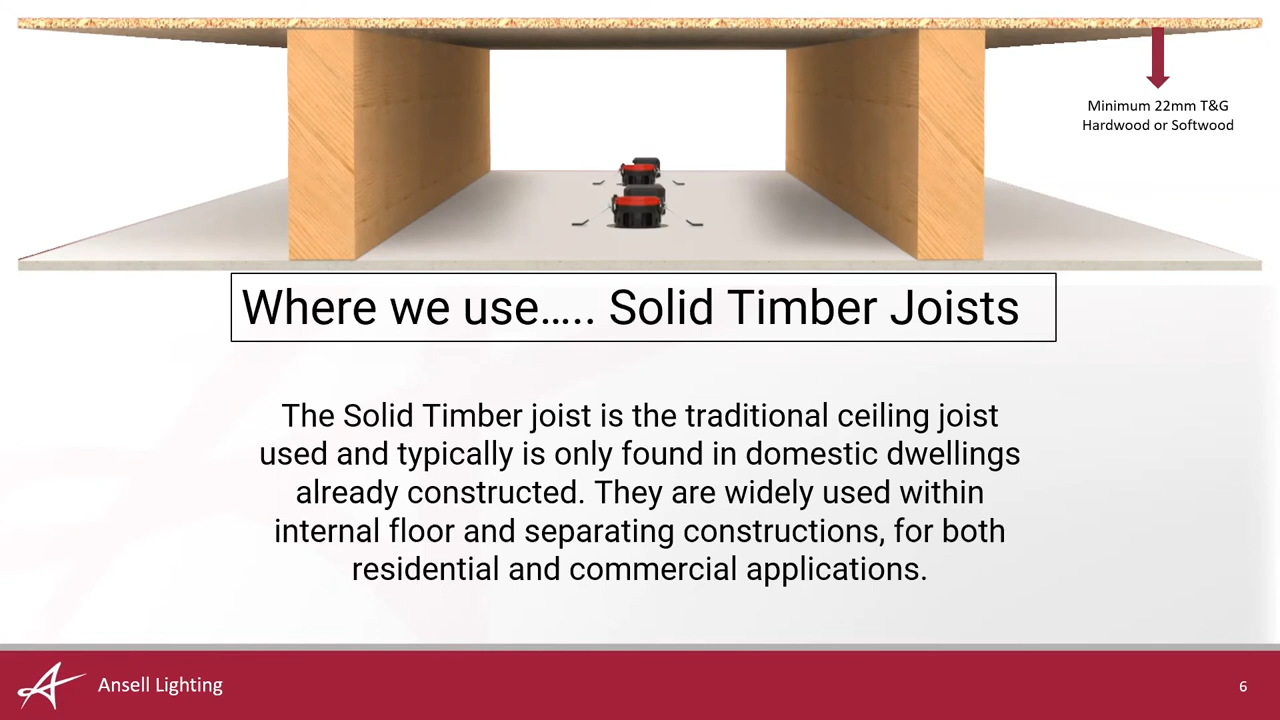 Minimum 22mm T&G
Hardwood or Softwood
Where we use….. Solid Timber Joists
The Solid Timber joist is the traditional ceiling joist
used and typically is only found in domestic dwellings
already constructed. They are widely used within
internal floor and separating constructions, for both
residential and commercial applications.
Ansell Lighting
6